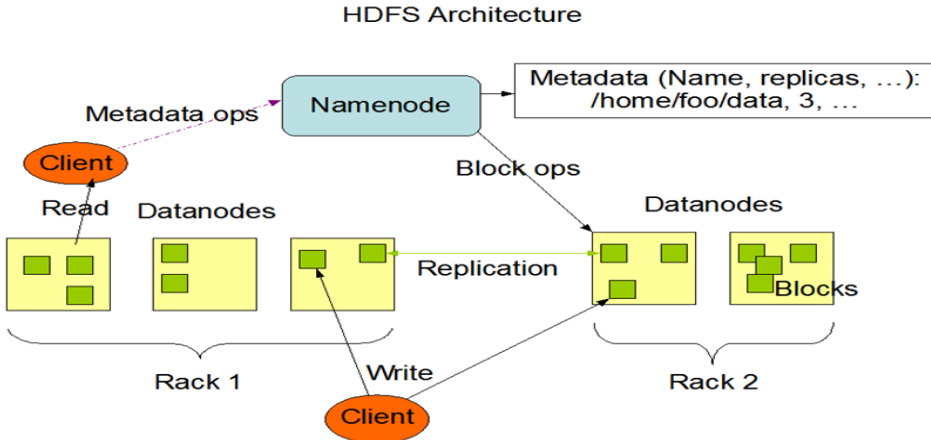 HDFS Architecture
Metadata (Name, replicas, …):
/home/foo/data, 3, …
Namenode
Metadata ops
Client
Block ops
Read
Datanodes
Datanodes
Replication
Blocks
Rack 1
Write
Rack 2
Client